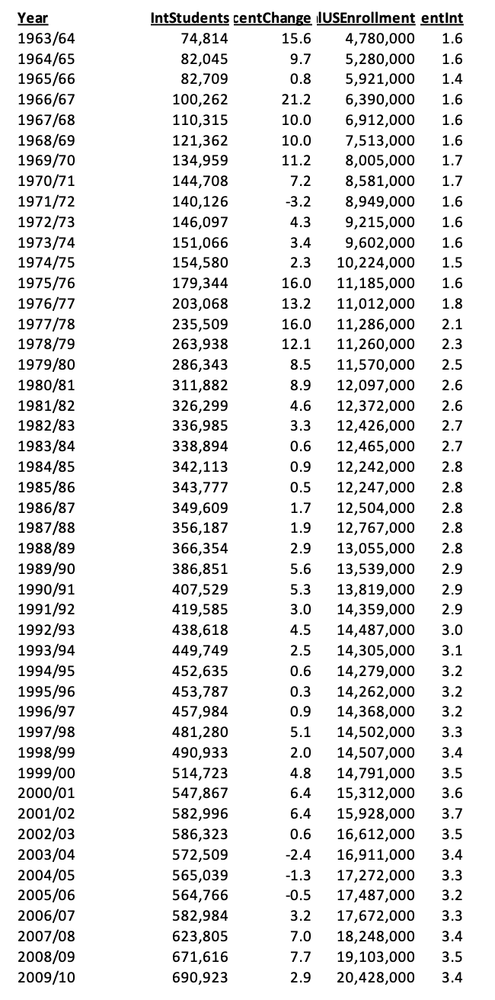 Year IntStudents centChange lUSEnrollment entInt
1963/64 74,814 15.6 4,780,000 1.6
1964/65 82,045 9.7 5,280,000 1.6
1965/66 82,709 0.8 5,921,000 1.4
1966/67 100,262 21.2 6,390,000 1.6
1967/68 110,315 10.0 6,912,000 1.6
1968/69 121,362 10.0 7,513,000 1.6
1969/70 134,959 11.2 8,005,000 1.7
1970/71 144,708 7.2 8,581,000 1.7
1971/72 140,126 -3.2 8,949,000 1.6
1972/73 146,097 4.3 9,215,000 1.6
1973/74 151,066 3.4 9,602,000 1.6
1974/75 154,580 2.3 10,224,000 1.5
1975/76 179,344 16.0 11,185,000 1.6
1976/77 203,068 13.2 11,012,000 1.8
1977/78 235,509 16.0 11,286,000 2.1
1978/79 263,938 12.1 11,260,000 2.3
1979/80 286,343 8.5 11,570,000 2.5
1980/81 311,882 8.9 12,097,000 2.6
1981/82 326,299 4.6 12,372,000 2.6
1982/83 336,985 3.3 12,426,000 2.7
1983/84 338,894 0.6 12,465,000 2.7
1984/85 342,113 0.9 12,242,000 2.8
1985/86 343,777 0.5 12,247,000 2.8
1986/87 349,609 1.7 12,504,000 2.8
1987/88 356,187 1.9 12,767,000 2.8
1988/89 366,354 2.9 13,055,000 2.8
1989/90 386,851 5.6 13,539,000 2.9
1990/91 407,529 5.3 13,819,000 2.9
1991/92 419,585 3.0 14,359,000 2.9
1992/93 438,618 4.5 14,487,000 3.0
1993/94 449,749 2.5 14,305,000 3.1
1994/95 452,635 0.6 14,279,000 3.2
1995/96 453,787 0.3 14,262,000 3.2
1996/97 457,984 0.9 14,368,000 3.2
1997/98 481,280 5.1 14,502,000 3.3
1998/99 490,933 2.0 14,507,000 3.4
1999/00 514,723 4.8 14,791,000 3.5
2000/01 547,867 6.4 15,312,000 3.6
2001/02 582,996 6.4 15,928,000 3.7
2002/03 586,323 0.6 16,612,000 3.5
2003/04 572,509 -2.4 16,911,000 3.4
2004/05 565,039 -1.3 17,272,000 3.3
2005/06 564,766 -0.5 17,487,000 3.2
2006/07 582,984 3.2 17,672,000 3.3
2007/08 623,805 7.0 18,248,000 3.4
2008/09 671,616 7.7 19,103,000 3.5
2009/10 690,923 2.9 20,428,000 3.4